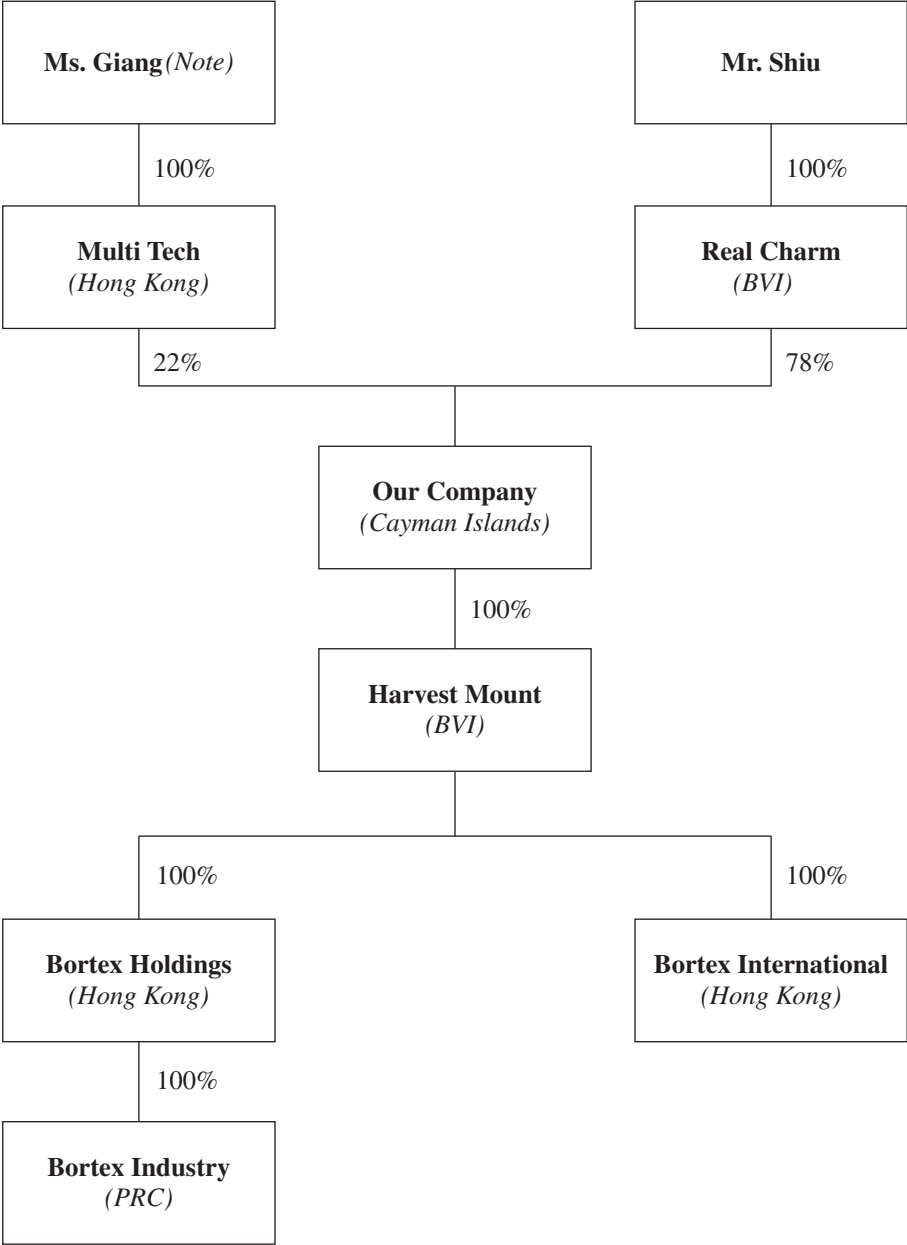 Ms. Giang(Note)
Mr. Shiu
100%
100%
Multi Tech
(Hong Kong)
Real Charm
(BVI)
22%
78%
Our Company
(Cayman Islands)
100%
Harvest Mount
(BVI)
100%
100%
Bortex Holdings
(Hong Kong)
Bortex International
(Hong Kong)
100%
Bortex Industry
(PRC)